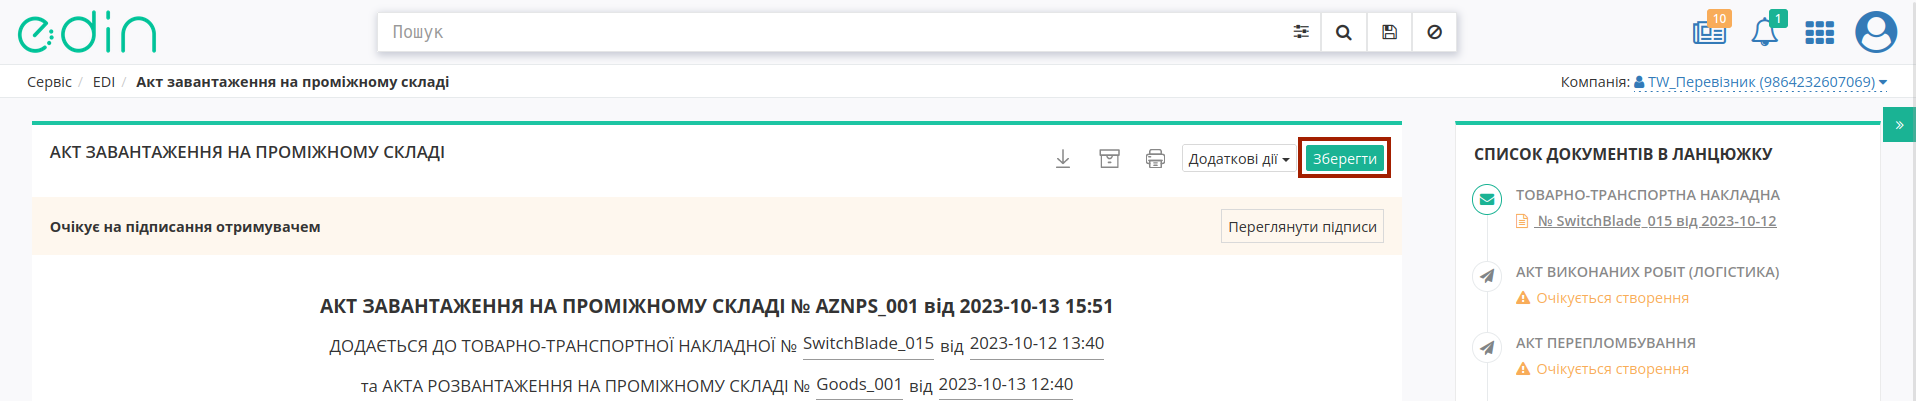 edin
Пошук
10
1
Сервіс / EDI / Акт завантаження на проміжному складі
Компанія: TW_Перевізник (9864232607069)
»
АКТ ЗАВАНТАЖЕННЯ НА ПРОМІЖНОМУ СКЛАДІ
Додаткові дії
Зберегти
Очікує на підписання отримувачем
Переглянути підписи
АКТ ЗАВАНТАЖЕННЯ НА ПРОМІЖНОМУ СКЛАДІ № AZNPS_001 від 2023-10-13 15:51
ДОДАЄТЬСЯ ДО ТОВАРНО-ТРАНСПОРТНОЇ НАКЛАДНОЇ № SwitchBlade_015 від 2023-10-12 13:40
та АКТА РОЗВАНТАЖЕННЯ НА ПРОМІЖНОМУ СКЛАДІ № Goods_001 від 2023-10-13 12:40
СПИСОК ДОКУМЕНТІВ В ЛАНЦЮЖКУ
ТОВАРНО-ТРАНСПОРТНА НАКЛАДНА
№ SwitchBlade_015 від 2023-10-12
АКТ ВИКОНАНИХ РОБІТ (ЛОГІСТИКА)
Очікується створення
АКТ ПЕРЕПЛОМБУВАННЯ
Очікується створення